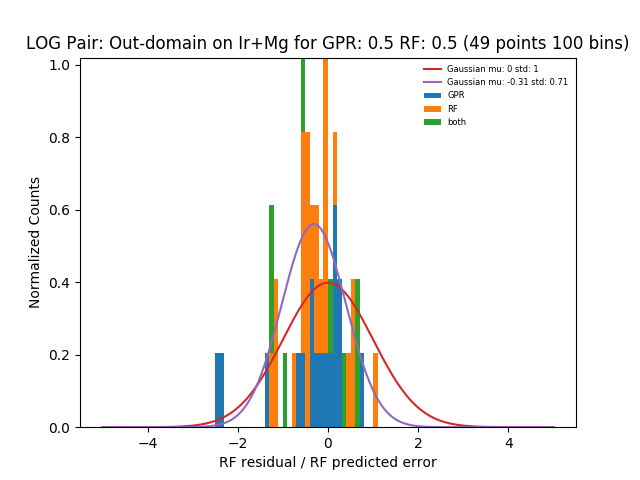 LOG Pair: Out-domain on Ir+Mg for GPR: 0.5 RF: 0.5 (49 points 100 bins)
Gaussian mu: 0 std: 1
Gaussian mu: -0.31 std: 0.71
GPR
RF
both
Normalized Counts
1.0
0.8
0.6
0.4
0.2
0.0
−4 −2 0 2 4
RF residual / RF predicted error